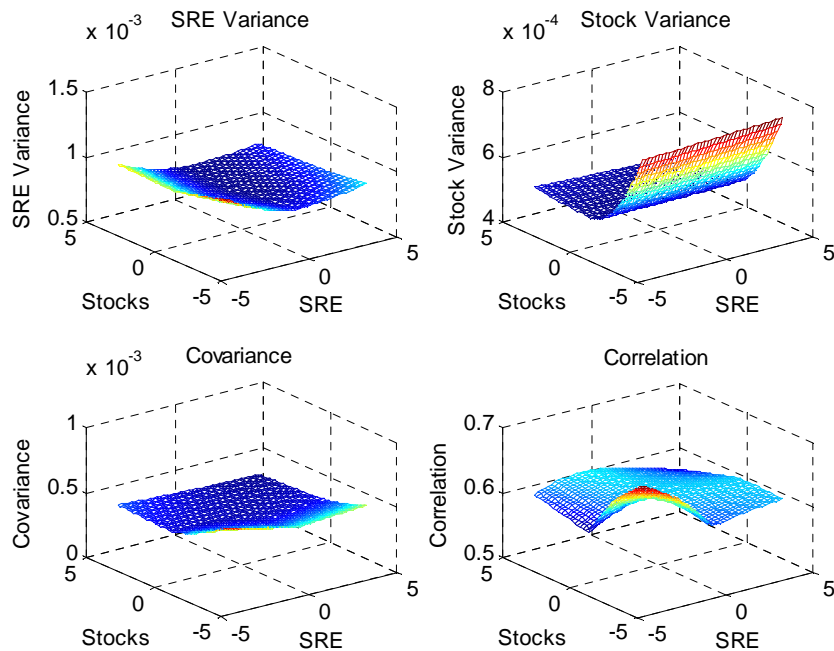 x 10^-3
SRE Variance
1.5
1
0.5
SRE Variance
5
0
-5
Stocks
-5
0
5
SRE
x 10^-4
Stock Variance
8
6
4
Stock Variance
5
0
-5
Stocks
-5
0
5
SRE
x 10^-3
Covariance
1
0.5
0
Covariance
5
0
-5
Stocks
-5
0
5
SRE
Correlation
0.7
0.6
0.5
Correlation
5
0
-5
Stocks
-5
0
5
SRE